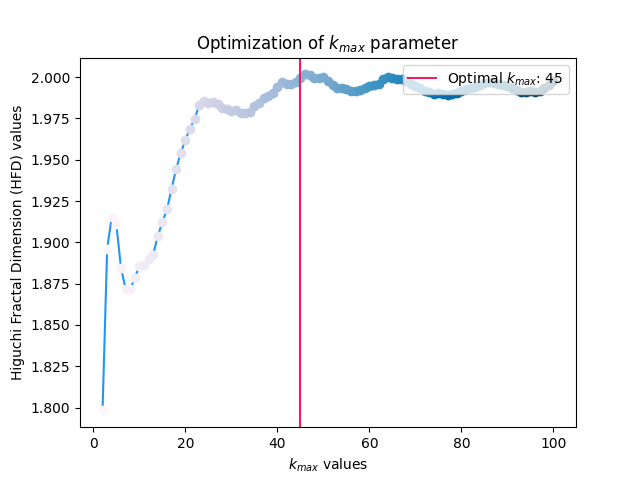 Optimization of $k_{max}$ parameter
Optimal $k_{max}$: 45
Higuchi Fractal Dimension (HFD) values
2.000
1.975
1.950
1.925
1.900
1.875
1.850
1.825
1.800
0 20 40 60 80 100
$k_{max}$ values